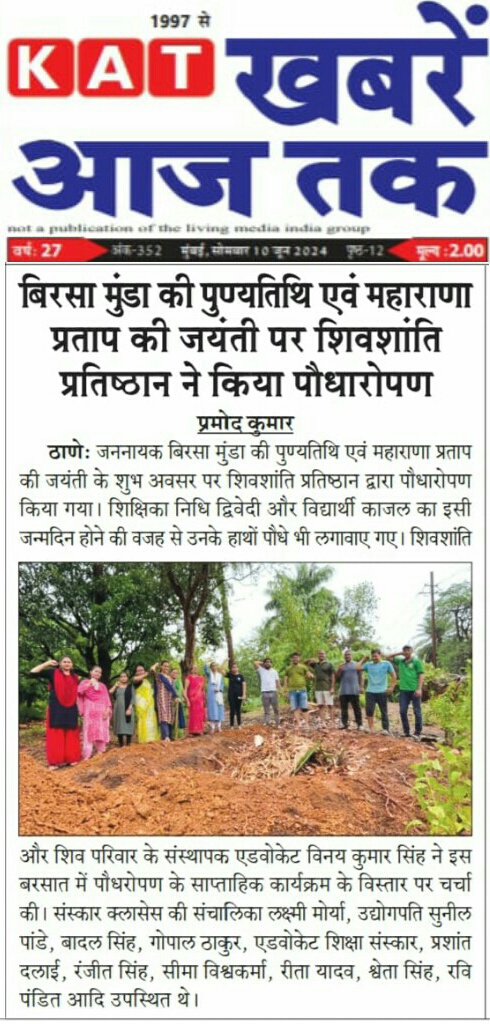 1997 से
KAT खबरें
आज तक
not a publication of the living media india group
वर्ष: 27 अंक-352 मुंबई, सोमवार 10 जून 2024 पृष्ठ-12 मूल्य: 2.00
बिरसा मुंडा की पुण्यतिथि एवं महाराणा
प्रताप की जयंती पर शिवशांति
प्रतिष्ठान ने किया पौधारोपण
प्रमोद कुमार
ठाणे: जननायक बिरसा मुंडा की पुण्यतिथि एवं महाराणा प्रताप
की जयंती के शुभ अवसर पर शिवशांति प्रतिष्ठान द्वारा पौधारोपण
किया गया। शिक्षिका निधि द्विवेदी और विद्यार्थी काजल का इसी
जन्मदिन होने की वजह से उनके हाथों पौधे भी लगावाए गए। शिवशांति
और शिव परिवार के संस्थापक एडवोकेट विनय कुमार सिंह ने इस
बरसात में पौधरोपण के साप्ताहिक कार्यक्रम के विस्तार पर चर्चा
की। संस्कार क्लासेस की संचालिका लक्ष्मी मोर्या, उद्योगपति सुनील
पांडे, बादल सिंह, गोपाल ठाकुर, एडवोकेट शिक्षा संस्कार, प्रशांत
दलाई, रंजीत सिंह, सीमा विश्वकर्मा, रीता यादव, श्वेता सिंह, रवि
पंडित आदि उपस्थित थे।